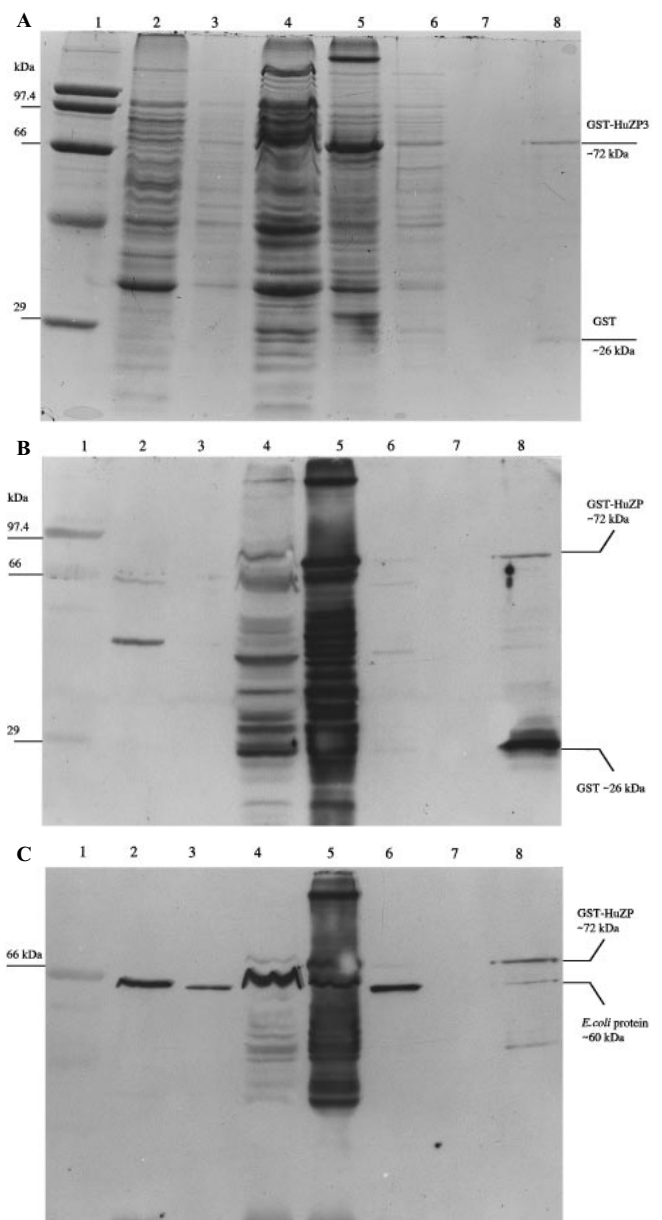 A
1 2 3 4 5 6 7 8
kDa
97.4
66
29
GST-HuZP3
~72 kDa
GST
~26 kDa
B
1 2 3 4 5 6 7 8
kDa
97.4
66
29
GST-HuZP
~72 kDa
GST ~26 kDa
C
1 2 3 4 5 6 7 8
66 kDa
GST-HuZP
~72 kDa
E.coli protein
~60 kDa